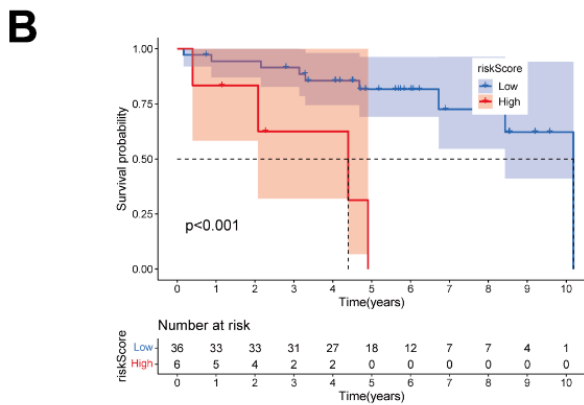 B
riskScore
Low
High
1.00
0.75
0.50
0.25
0.00
Survival probability
p<0.001
0 1 2 3 4 5 6 7 8 9 10
Time(years)
Number at risk
riskScore
Low 36 33 33 31 27 18 12 7 7 4 1
High 6 5 4 2 2 0 0 0 0 0 0
0 1 2 3 4 5 6 7 8 9 10
Time(years)